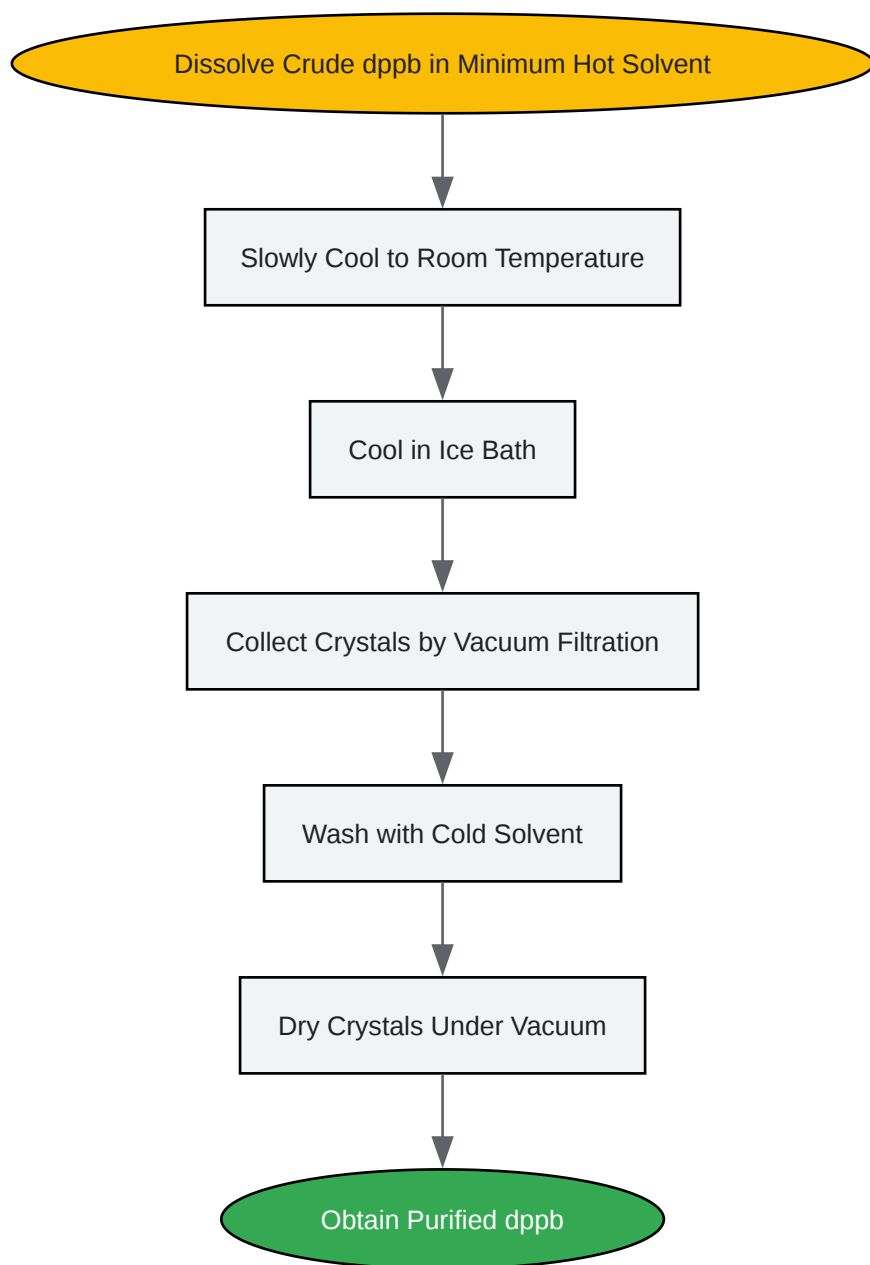 Dissolve Crude dppb in Minimum Hot Solvent
Slowly Cool to Room Temperature
Cool in Ice Bath
Collect Crystals by Vacuum Filtration
Wash with Cold Solvent
Dry Crystals Under Vacuum
Obtain Purified dppb